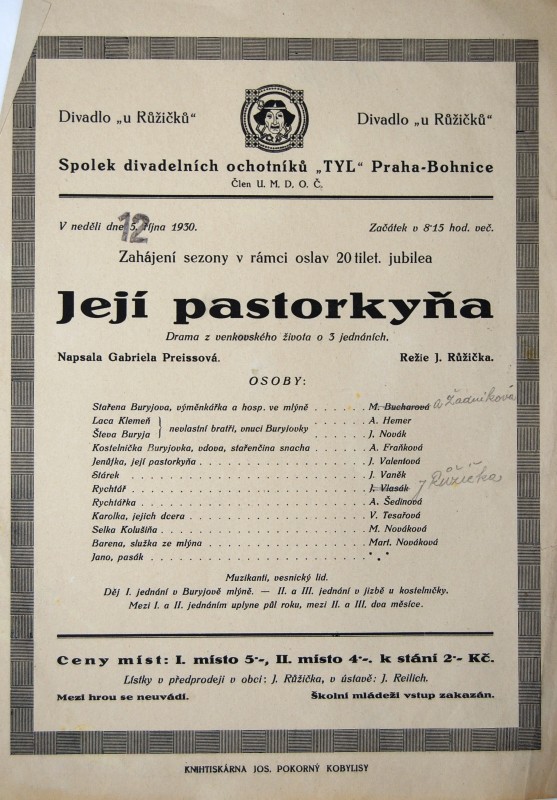 Divadlo „u Růžičků“ Divadlo „u Růžičků“
Spolek divadelních ochotníků „TYL“ Praha-Bohnice
Člen U. M. D. O. Č.
V neděli dne 5. října 1930. Začátek v 8·15 hod. več.
12
Zahájení sezony v rámci oslav 20tilet. jubilea
Její pastorkyňa
Drama z venkovského života o 3 jednáních.
Napsala Gabriela Preissová. Režie J. Růžička.
OSOBY:
Stařena Buryjova, výměnkářka a hosp. ve mlýně . . . . . . M. Bucharová A Žádníková
Laca Klemeň } nevlastní bratři, vnuci Buryjovky . . . . . . A. Hemer
Števa Buryja } J. Novák
Kostelnička Buryjovka, vdova, stařenčina snacha . . . . . . A. Fraňková
Jenůfka, její pastorkyňa . . . . . . J. Valentová
Stárek . . . . . . J. Vaněk
Rychtář . . . . . . J. Vlasák J Růžička
Rychtářka . . . . . . A. Šedinová
Karolka, jejich dcera . . . . . . V. Tesařová
Selka Kolušiňa . . . . . . M. Nováková
Barena, služka ze mlýna . . . . . . Mart. Nováková
Jano, pasák . . . . . . * * *
Muzikanti, vesnický lid.
Děj I. jednání v Buryjově mlýně. — II. a III. jednání v jizbě u kostelničky.
Mezi I. a II. jednáním uplyne půl roku, mezi II. a III. dva měsíce.
Ceny míst: I. místo 5·-, II. místo 4·-. k stání 2·- Kč.
Lístky v předprodeji v obci: J. Růžička, v ústavě: J. Reilich.
Mezi hrou se neuvádí. Školní mládeži vstup zakázán.
KNIHTISKÁRNA JOS. POKORNÝ KOBYLISY